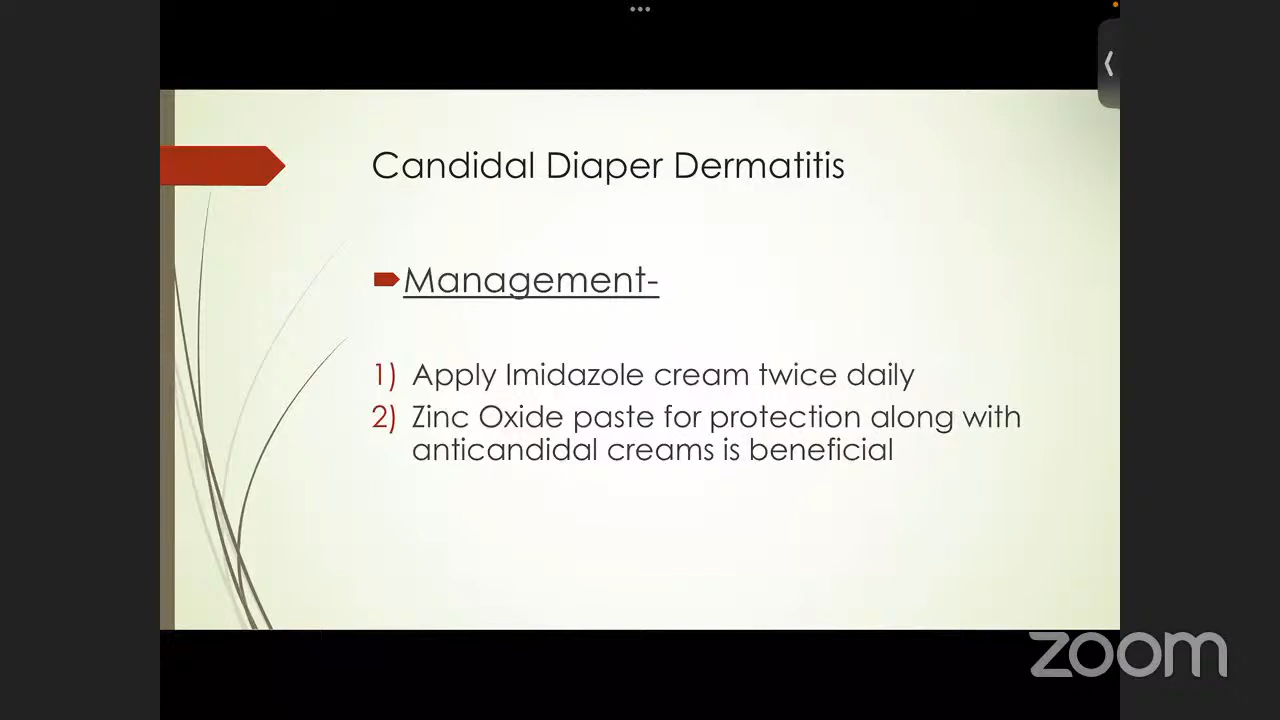 Candidal Diaper Dermatitis
Management-
1) Apply Imidazole cream twice daily
2) Zinc Oxide paste for protection along with
anticandidal creams is beneficial
zoom